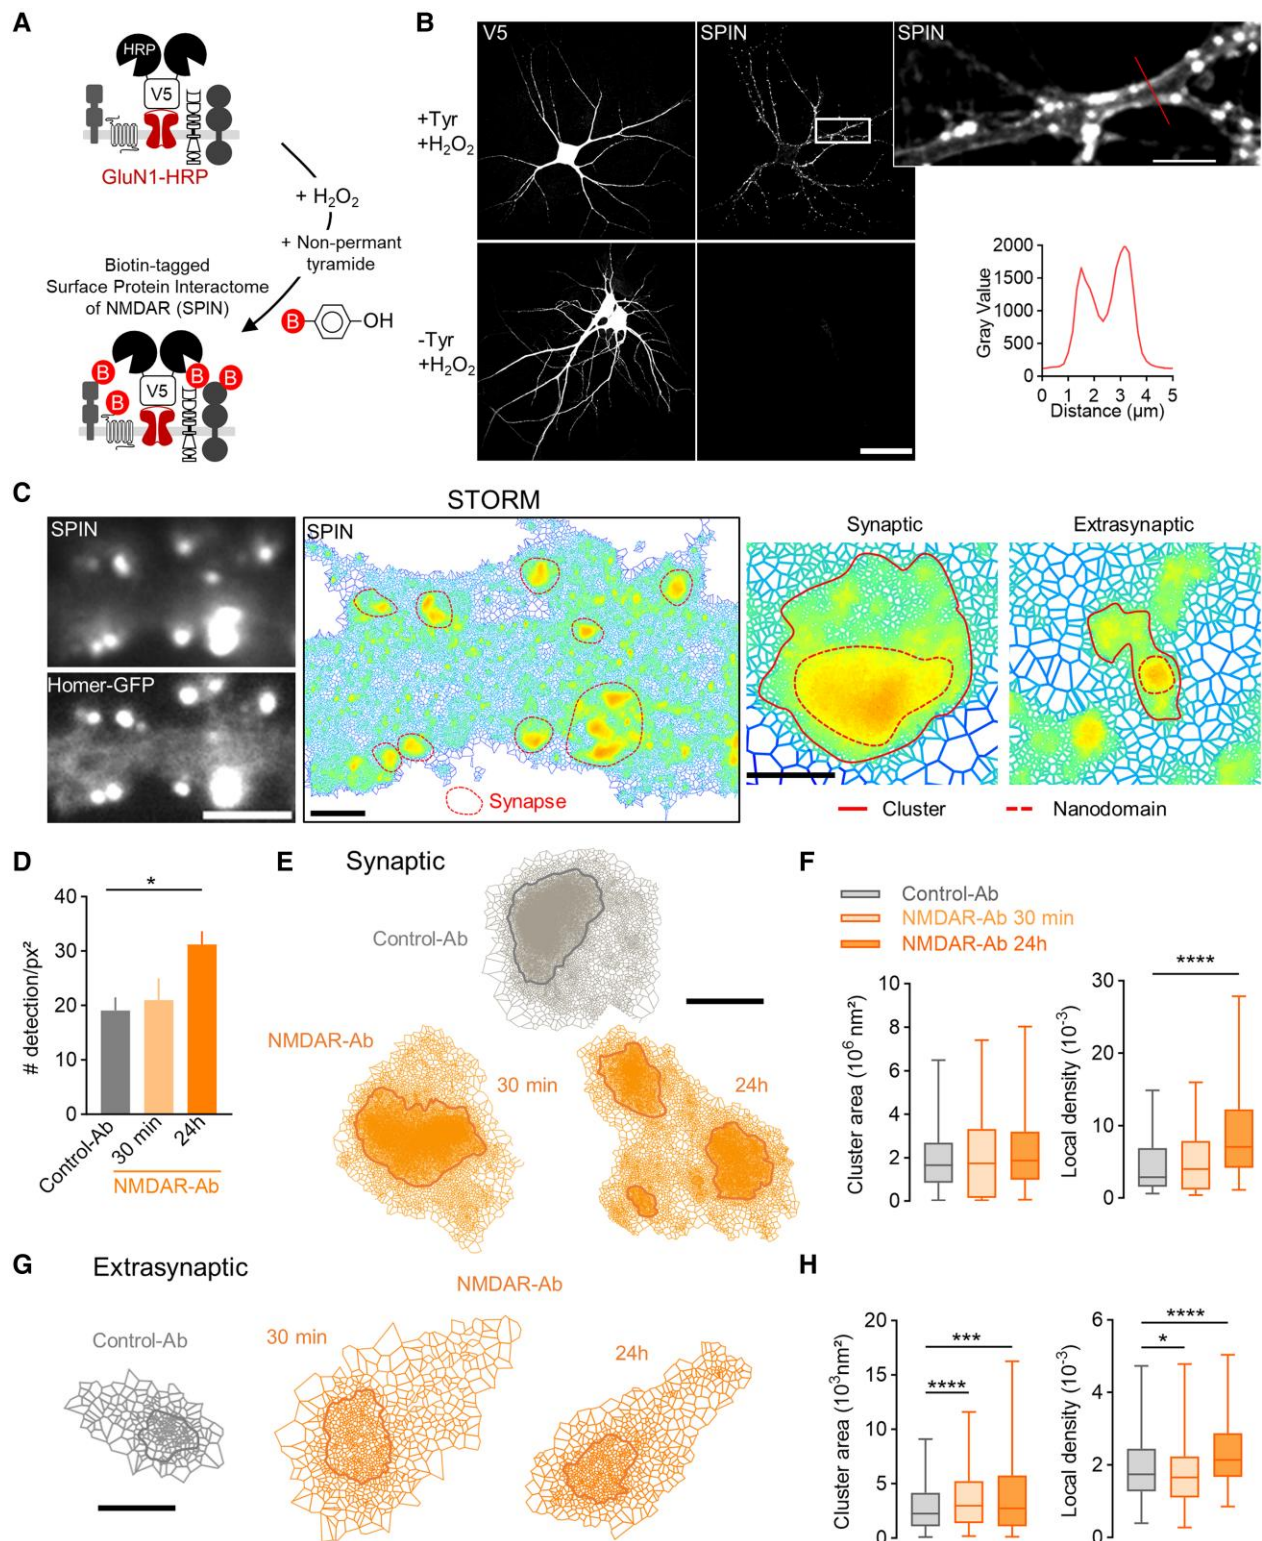 A
HRP
V5
GluN1-HRP
+ H₂O₂
+ Non-permant
tyramide
Biotin-tagged
Surface Protein Interactome
of NMDAR (SPIN)
B
OH
B
B
B
B
V5
B
V5
SPIN
SPIN
+Tyr
+H₂O₂
-Tyr
+H₂O₂
2000
1500
1000
500
0
Gray Value
0 1 2 3 4 5
Distance (µm)
C
STORM
SPIN
Homer-GFP
SPIN
Synapse
Synaptic
Extrasynaptic
Cluster
Nanodomain
D
*
40
30
20
10
0
# detection/px²
Control-Ab
30 min
24h
NMDAR-Ab
E
Synaptic
Control-Ab
NMDAR-Ab
30 min
24h
F
Control-Ab
NMDAR-Ab 30 min
NMDAR-Ab 24h
10
8
6
4
2
0
Cluster area (10⁶ nm²)
****
30
20
10
0
Local density (10⁻³)
G
Extrasynaptic
NMDAR-Ab
Control-Ab
30 min
24h
H
20
15
10
5
0
Cluster area (10³nm²)
***
****
6
4
2
0
Local density (10⁻³)
****
*